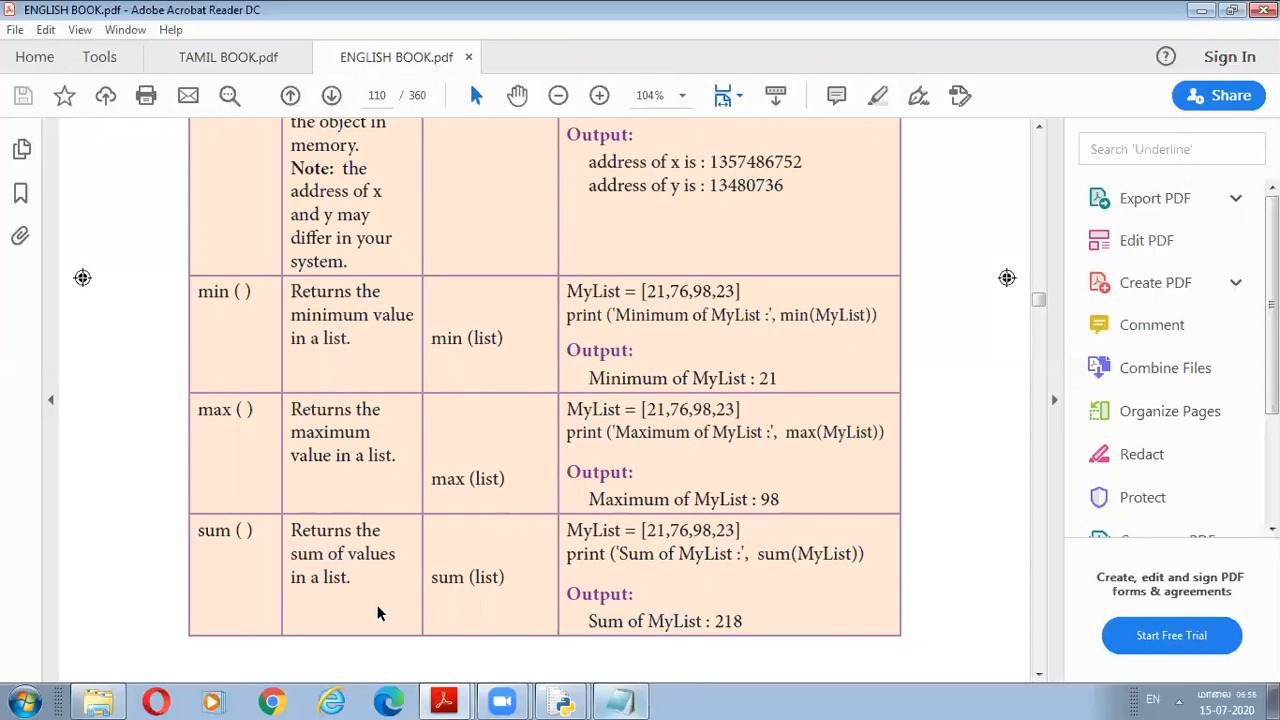 ENGLISH BOOK.pdf - Adobe Acrobat Reader DC
File Edit View Window Help
Home Tools TAMIL BOOK.pdf ENGLISH BOOK.pdf × Sign In
110 / 360 104% Share
the object in
memory.
Note: the
address of x
and y may
differ in your
system.
Output:
address of x is : 1357486752
address of y is : 13480736
min ( )
Returns the
minimum value
in a list.
min (list)
MyList = [21,76,98,23]
print ('Minimum of MyList :', min(MyList))
Output:
Minimum of MyList : 21
max ( )
Returns the
maximum
value in a list.
max (list)
MyList = [21,76,98,23]
print ('Maximum of MyList :', max(MyList))
Output:
Maximum of MyList : 98
sum ( )
Returns the
sum of values
in a list.
sum (list)
MyList = [21,76,98,23]
print ('Sum of MyList :', sum(MyList))
Output:
Sum of MyList : 218
Search 'Underline'
Export PDF
Edit PDF
Create PDF
Comment
Combine Files
Organize Pages
Redact
Protect
Create, edit and sign PDF
forms & agreements
Start Free Trial
EN மாலை 06:56
15-07-2020